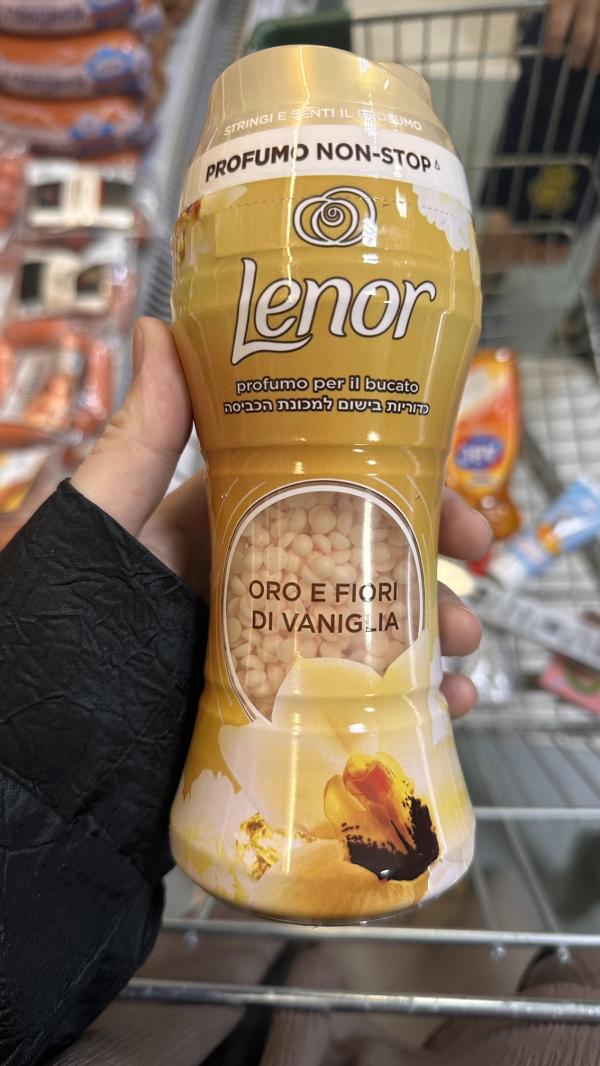 STRINGI E SENTI IL PROFUMO
PROFUMO NON-STOP Δ
Lenor
profumo per il bucato
כדוריות בישום למכונת הכביסה
ORO E FIORI
DI VANIGLIA